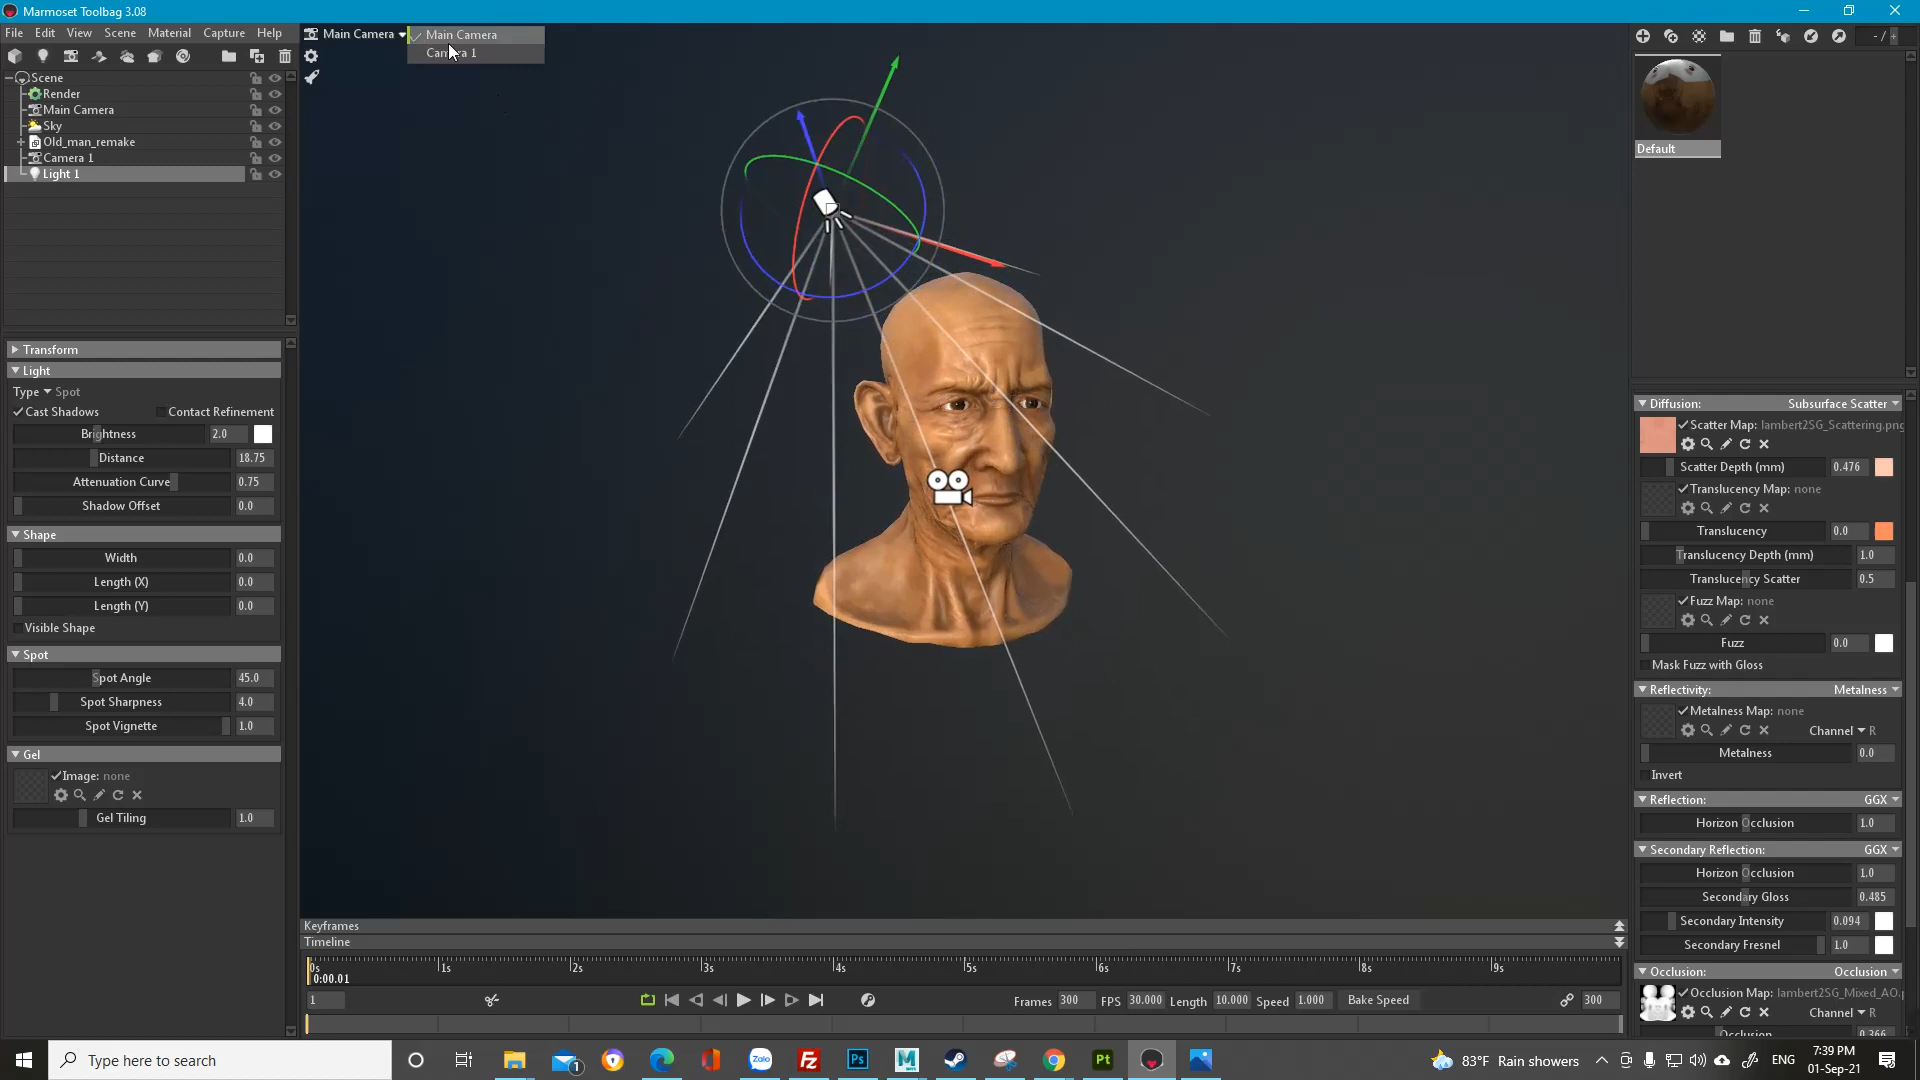 Marmoset Toolbag 3.08
File Edit View Scene Material Capture Help
Main Camera
Main Camera
Camera 1
- / +
Scene
Render
Main Camera
Sky
Old_man_remake
Camera 1
Light 1
Default
Transform
Light
Type Spot
Cast Shadows Contact Refinement
Brightness 2.0
Distance 18.75
Attenuation Curve 0.75
Shadow Offset 0.0
Shape
Width 0.0
Length (X) 0.0
Length (Y) 0.0
Visible Shape
Spot
Spot Angle 45.0
Spot Sharpness 4.0
Spot Vignette 1.0
Gel
Image: none
Gel Tiling 1.0
Diffusion: Subsurface Scatter
Scatter Map: lambert2SG_Scattering.png
Scatter Depth (mm) 0.476
Translucency Map: none
Translucency 0.0
Translucency Depth (mm) 1.0
Translucency Scatter 0.5
Fuzz Map: none
Fuzz 0.0
Mask Fuzz with Gloss
Reflectivity: Metalness
Metalness Map: none
Channel R
Metalness 0.0
Invert
Reflection: GGX
Horizon Occlusion 1.0
Secondary Reflection: GGX
Horizon Occlusion 1.0
Secondary Gloss 0.485
Secondary Intensity 0.094
Secondary Fresnel 1.0
Occlusion: Occlusion
Occlusion Map: lambert2SG_Mixed_AO.p
Channel R
Occlusion 0.366
Keyframes
Timeline
0s 1s 2s 3s 4s 5s 6s 7s 8s 9s
0:00.01
1 Frames 300 FPS 30.000 Length 10.000 Speed 1.000 Bake Speed 300
Type here to search
1
Zalo
Fz
Ps
M
Pt
83°F Rain showers
ENG
7:39 PM
01-Sep-21